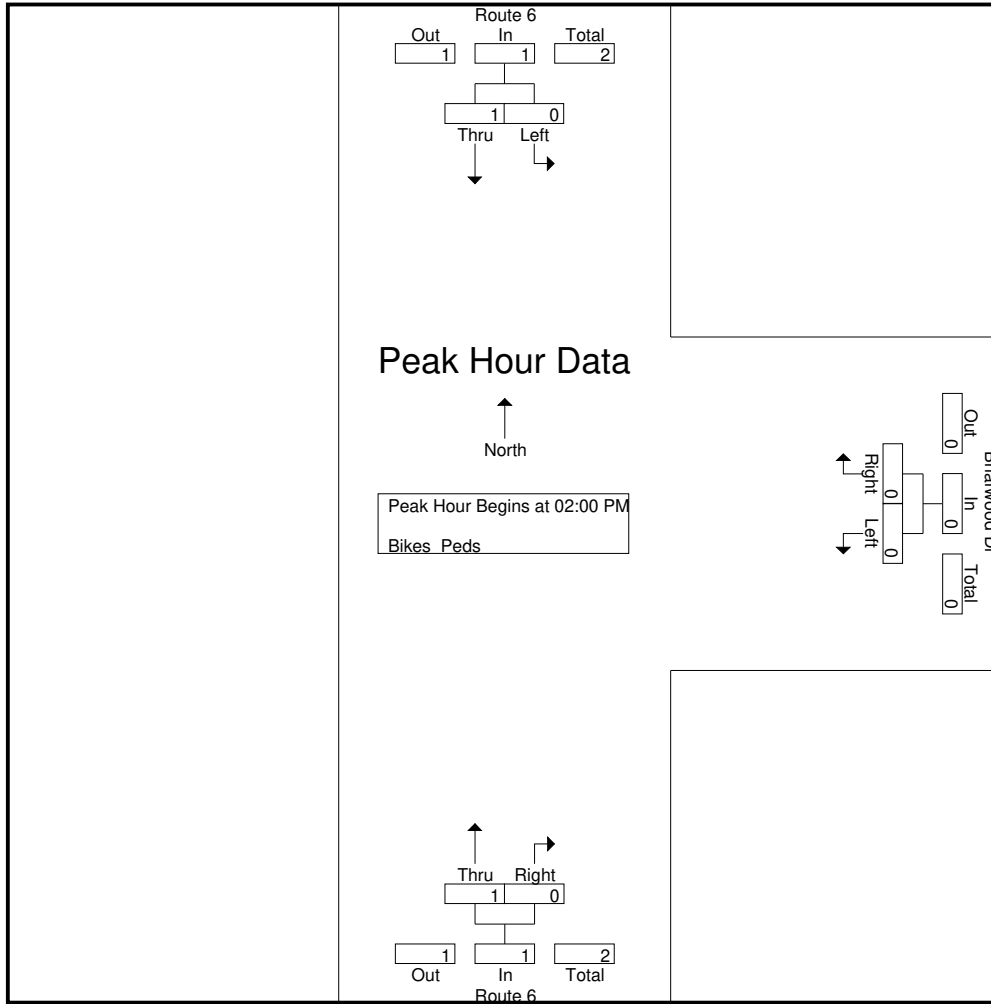 Route 6
Out In Total
1 1 2
1 0
Thru Left
Peak Hour Data
North
Peak Hour Begins at 02:00 PM
Bikes Peds
Out In Total
0 0 0
Right Left
0 0
Thru Right
1 0
1 1 2
Out In Total
Route 6